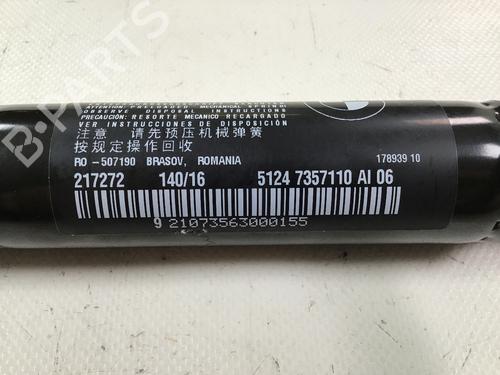 ATTENTION: PRELOADED MECHANICAL SPRING
OBSERVE DISPOSAL INSTRUCTIONS
PRECAUCIÓN: RESORTE MECANICO RECARGADO
VER INSTRUCCIONES DE DISPOSICIÓN
注意 请先预压机械弹簧
按规定操作回收
RO - 507190 BRASOV, ROMANIA
178939 10
217272 140/16 5124 7357110 AI 06
9 21073563000155
B-PARTS